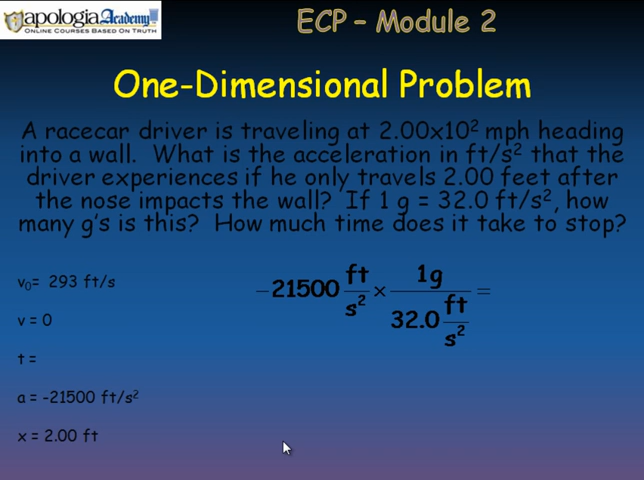 apologia Academy
ONLINE COURSES BASED ON TRUTH
ECP – Module 2
One-Dimensional Problem
A racecar driver is traveling at 2.00x10² mph heading
into a wall. What is the acceleration in ft/s² that the
driver experiences if he only travels 2.00 feet after
the nose impacts the wall? If 1 g = 32.0 ft/s², how
many g's is this? How much time does it take to stop?
v₀= 293 ft/s
v = 0
t =
a = -21500 ft/s²
x = 2.00 ft
−21500 ft/s² × 1g / 32.0 ft/s² =